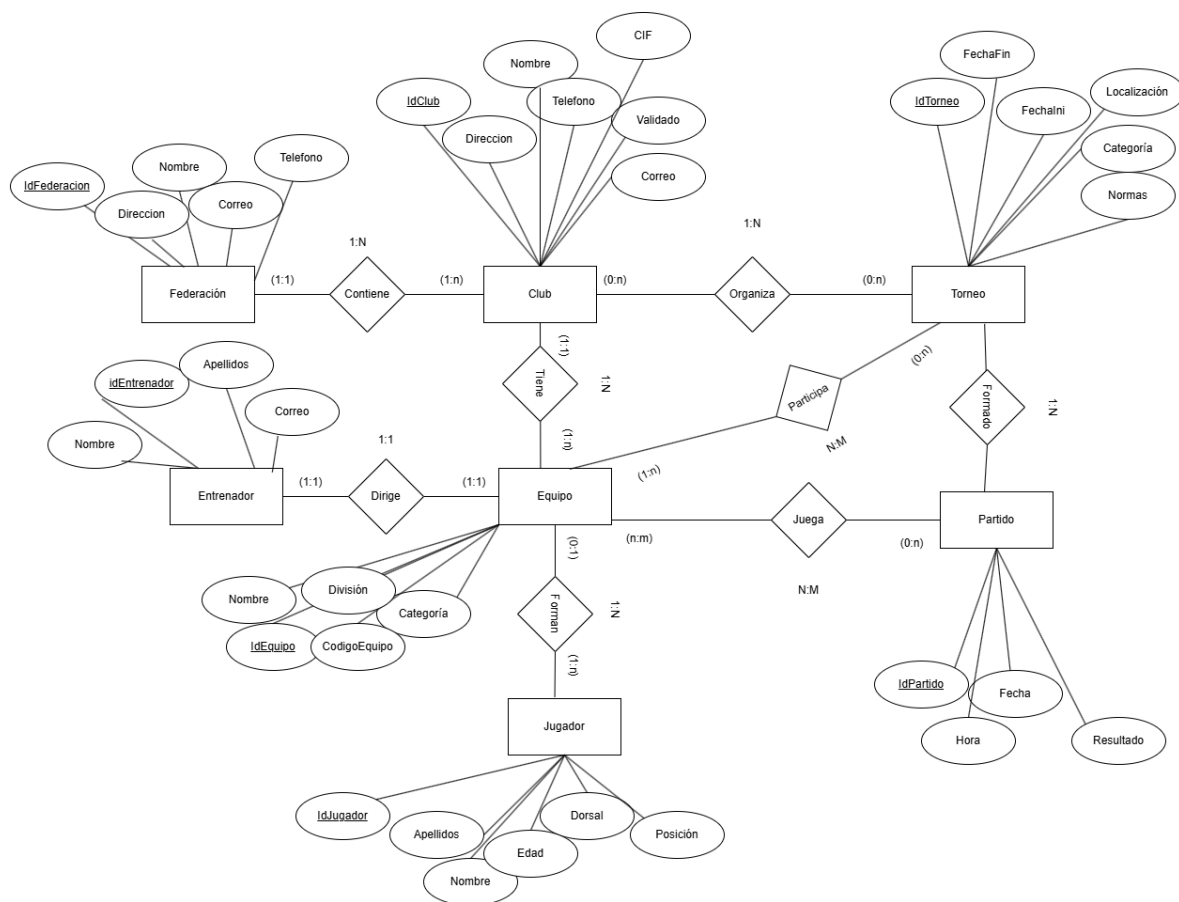 CIF
FechaFin
Nombre
IdClub
Telefono
IdTorneo
Localización
FechaIni
Validado
Direccion
Categoría
Telefono
Nombre
IdFederacion
Correo
Normas
Direccion
Correo
1:N
1:N
Federación
(1:1)
Contiene
(1:n)
Club
(0:n)
Organiza
(0:n)
Torneo
(1:1)
Tiene
1:N
(1:n)
(0:n)
Participa
N:M
(1:n)
Formado
1:N
Apellidos
idEntrenador
Correo
Nombre
1:1
Entrenador
(1:1)
Dirige
(1:1)
Equipo
(n:m)
Juega
(0:n)
Partido
N:M
(0:1)
Forman
1:N
(1:n)
División
Nombre
Categoría
IdEquipo
CodigoEquipo
IdPartido
Fecha
Hora
Resultado
Jugador
IdJugador
Dorsal
Apellidos
Posición
Edad
Nombre